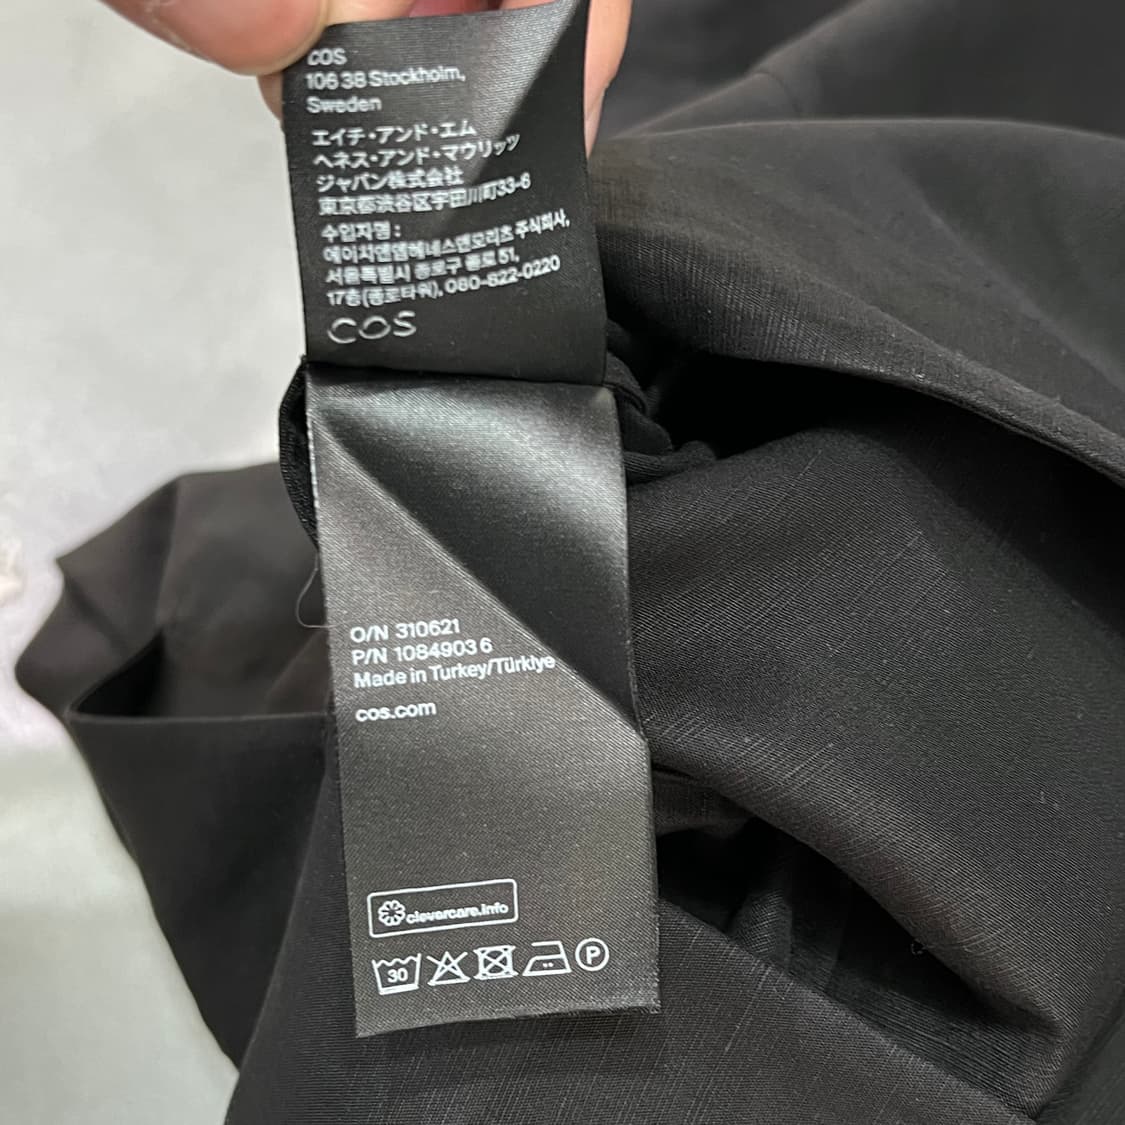 COS
106 38 Stockholm,
Sweden
エイチ・アンド・エム
ヘネス・アンド・マウリッツ
ジャパン株式会社
東京都渋谷区宇田川町33-6
수입자명 :
에이치앤엠헤네스앤모리츠 주식회사,
서울특별시 종로구 종로 51,
17층(종로타워), 080-822-0220
COS
O/N 310621
P/N 1084903 6
Made in Turkey/Türkiye
cos.com
clevercare.info
30 P